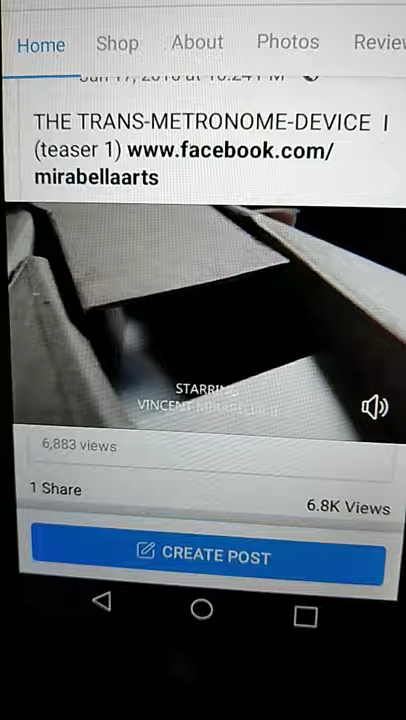 Home Shop About Photos Review
THE TRANS-METRONOME-DEVICE I
(teaser 1) www.facebook.com/
mirabellaarts
STARRING
VINCENT
6,883 views
1 Share
6.8K Views
CREATE POST